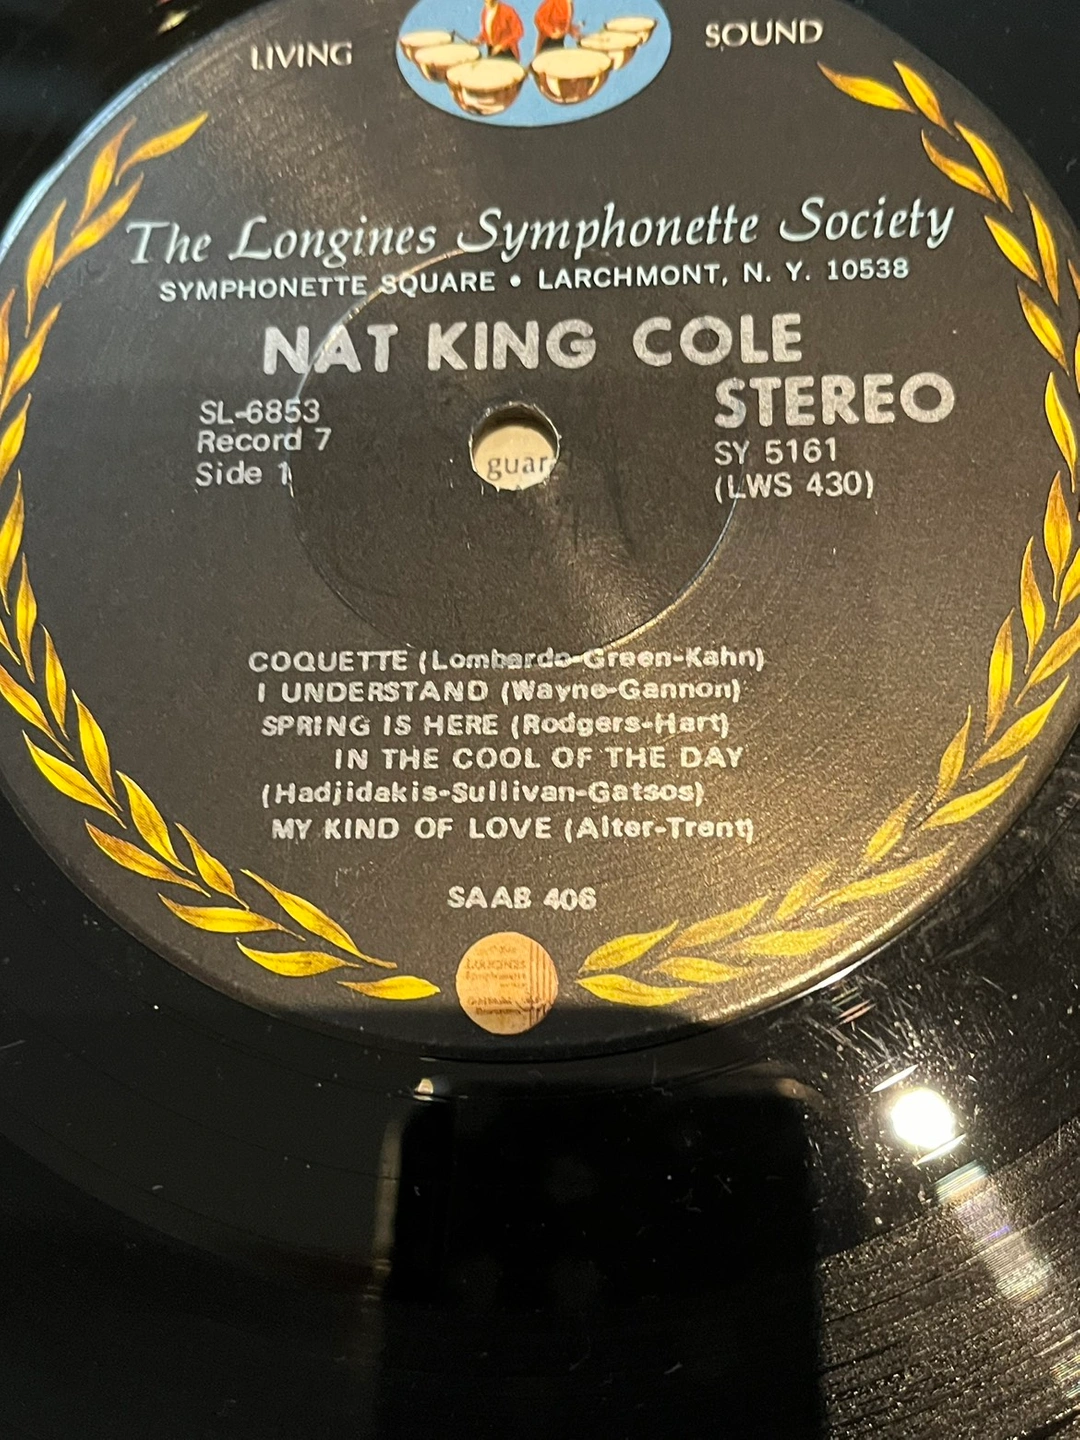 LIVING SOUND
The Longines Symphonette Society
SYMPHONETTE SQUARE • LARCHMONT, N. Y. 10538
NAT KING COLE
STEREO
SL-6853
Record 7
Side 1
SY 5161
(LWS 430)
guar
COQUETTE (Lombardo-Green-Kahn)
I UNDERSTAND (Wayne-Gannon)
SPRING IS HERE (Rodgers-Hart)
IN THE COOL OF THE DAY
(Hadjidakis-Sullivan-Gatsos)
MY KIND OF LOVE (Alter-Trent)
SAAB 406
LONGINES